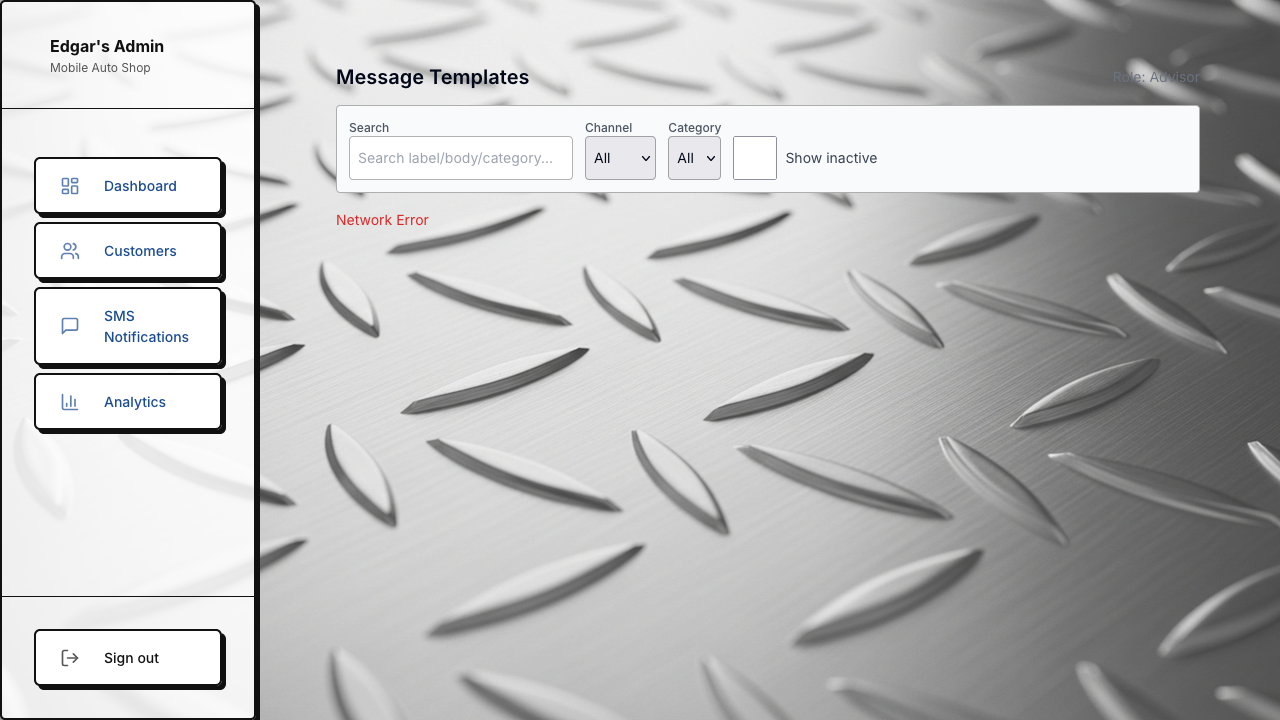 Edgar's Admin
Mobile Auto Shop
Dashboard
Customers
SMS
Notifications
Analytics
Sign out
Message Templates
Role: Advisor
Search
Channel
Category
Search label/body/category...
All
All
Show inactive
Network Error